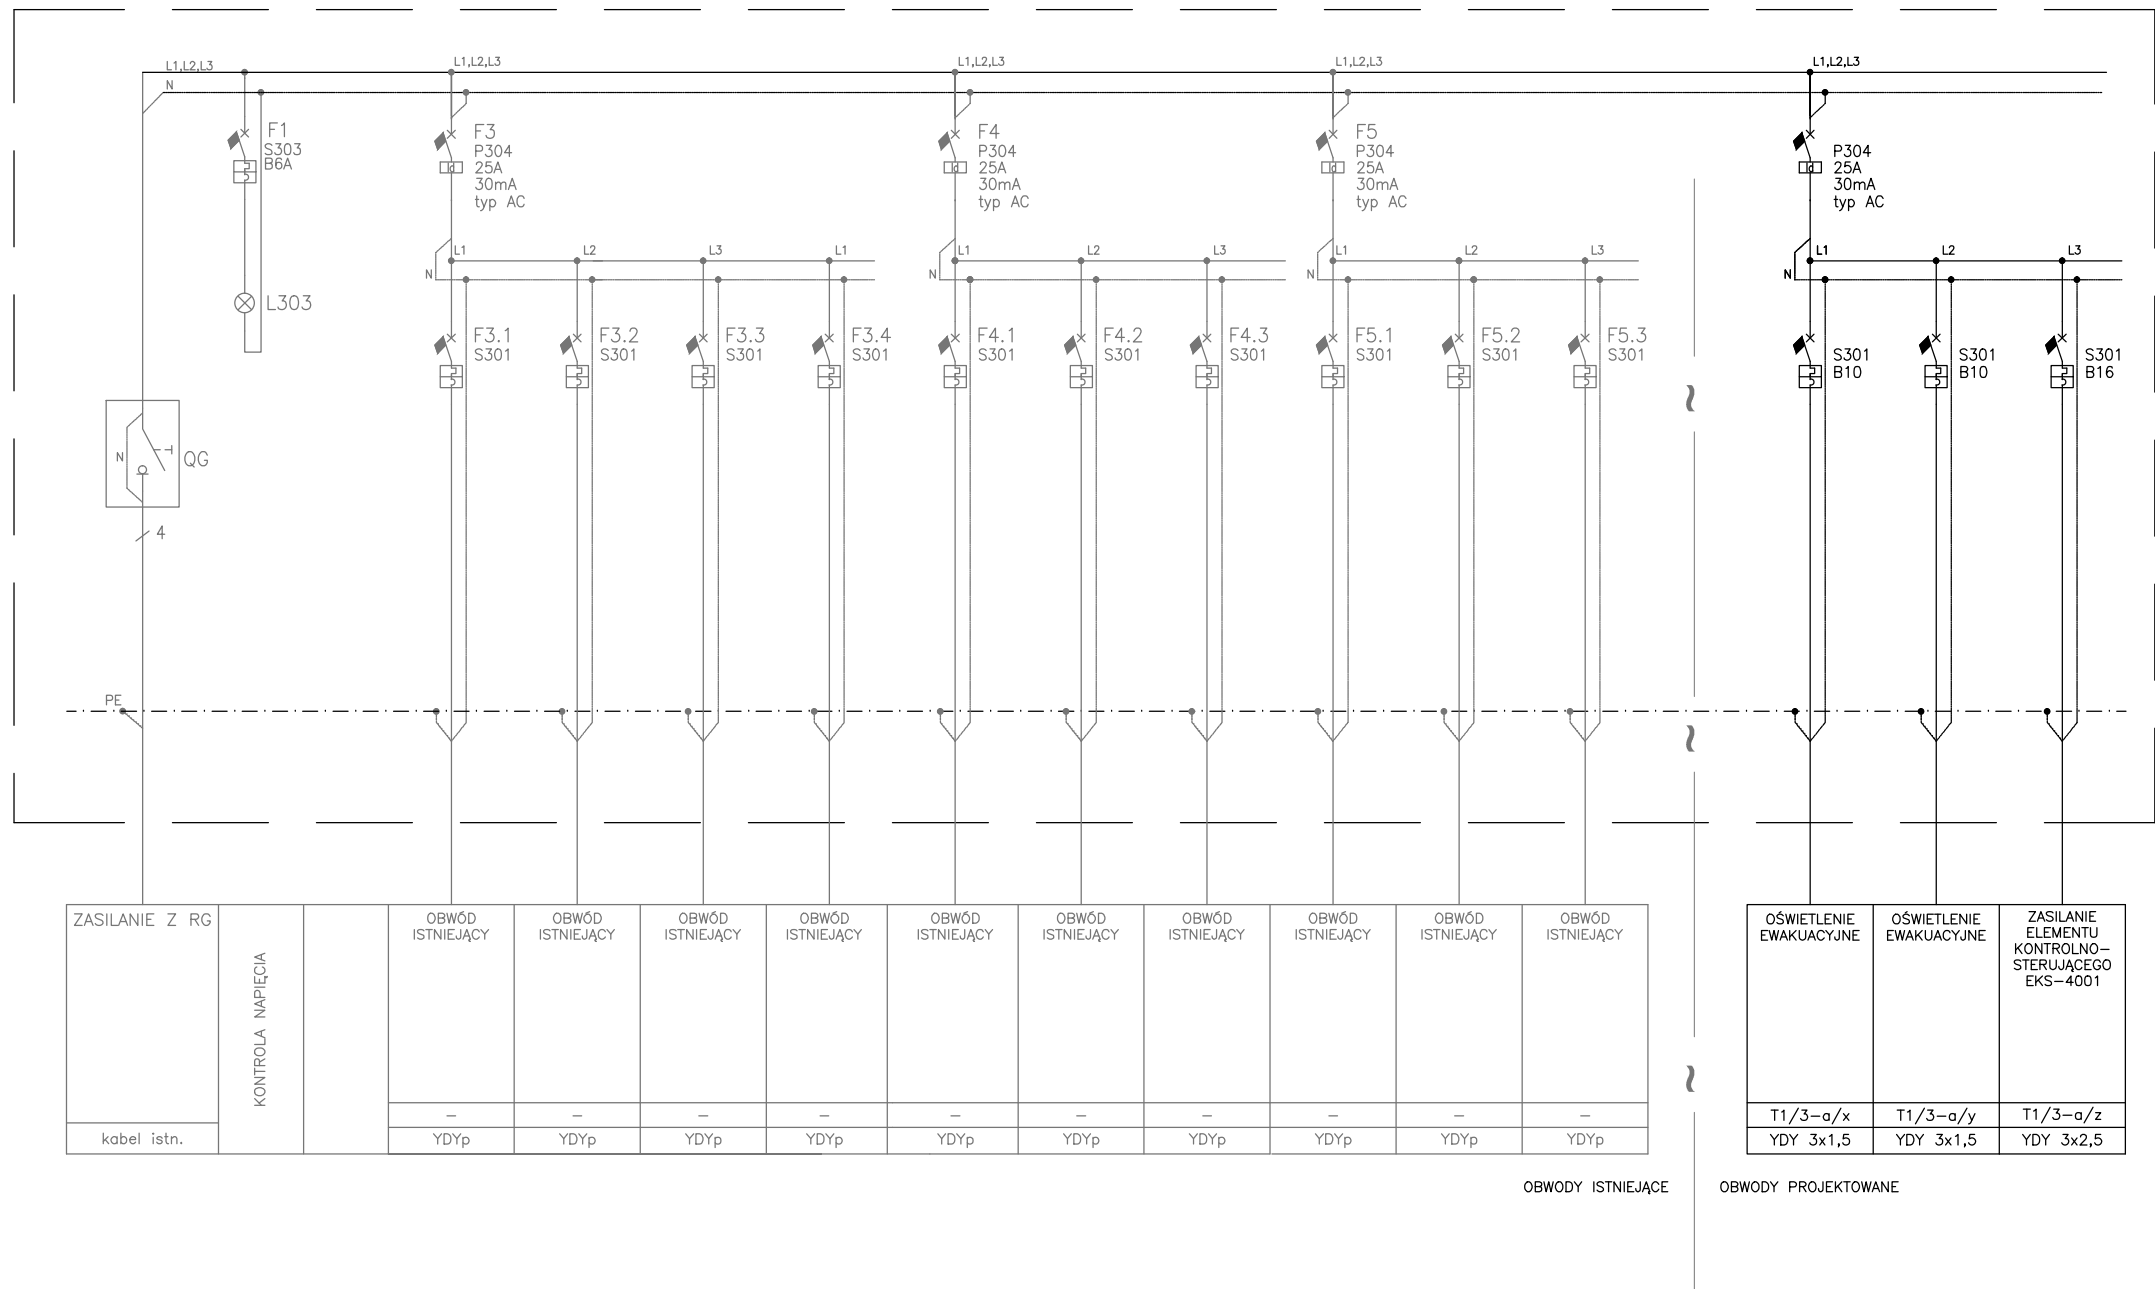 L1,L2,L3
L1,L2,L3
L1,L2,L3
L1,L2,L3
L1,L2,L3
N
F1
S303
B6A
F3
P304
25A
30mA
typ AC
F4
P304
25A
30mA
typ AC
F5
P304
25A
30mA
typ AC
P304
25A
30mA
typ AC
L1
L2
L3
L1
L1
L2
L3
L1
L2
L3
L1
L2
L3
N
N
N
N
L303
F3.1
S301
F3.2
S301
F3.3
S301
F3.4
S301
F4.1
S301
F4.2
S301
F4.3
S301
F5.1
S301
F5.2
S301
F5.3
S301
S301
B10
S301
B10
S301
B16
N
QG
4
PE
ZASILANIE Z RG
kabel istn.
KONTROLA NAPIĘCIA
OBWÓD
ISTNIEJĄCY
–
YDYp
OBWÓD
ISTNIEJĄCY
–
YDYp
OBWÓD
ISTNIEJĄCY
–
YDYp
OBWÓD
ISTNIEJĄCY
–
YDYp
OBWÓD
ISTNIEJĄCY
–
YDYp
OBWÓD
ISTNIEJĄCY
–
YDYp
OBWÓD
ISTNIEJĄCY
–
YDYp
OBWÓD
ISTNIEJĄCY
–
YDYp
OBWÓD
ISTNIEJĄCY
–
YDYp
OBWÓD
ISTNIEJĄCY
–
YDYp
OŚWIETLENIE
EWAKUACYJNE
T1/3–a/x
YDY 3x1,5
OŚWIETLENIE
EWAKUACYJNE
T1/3–a/y
YDY 3x1,5
ZASILANIE
ELEMENTU
KONTROLNO–
STERUJĄCEGO
EKS–4001
T1/3–a/z
YDY 3x2,5
OBWODY ISTNIEJĄCE
OBWODY PROJEKTOWANE